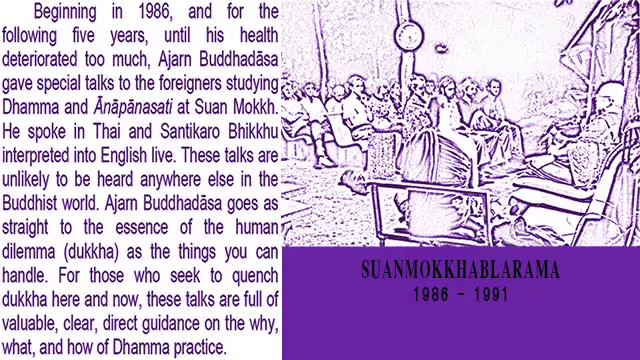 Beginning in 1986, and for the
following five years, until his health
deteriorated too much, Ajarn Buddhadāsa
gave special talks to the foreigners studying
Dhamma and Ānāpānasati at Suan Mokkh.
He spoke in Thai and Santikaro Bhikkhu
interpreted into English live. These talks are
unlikely to be heard anywhere else in the
Buddhist world. Ajarn Buddhadāsa goes as
straight to the essence of the human
dilemma (dukkha) as the things you can
handle. For those who seek to quench
dukkha here and now, these talks are full of
valuable, clear, direct guidance on the why,
what, and how of Dhamma practice.
SUANMOKKHABLARAMA
1986 - 1991